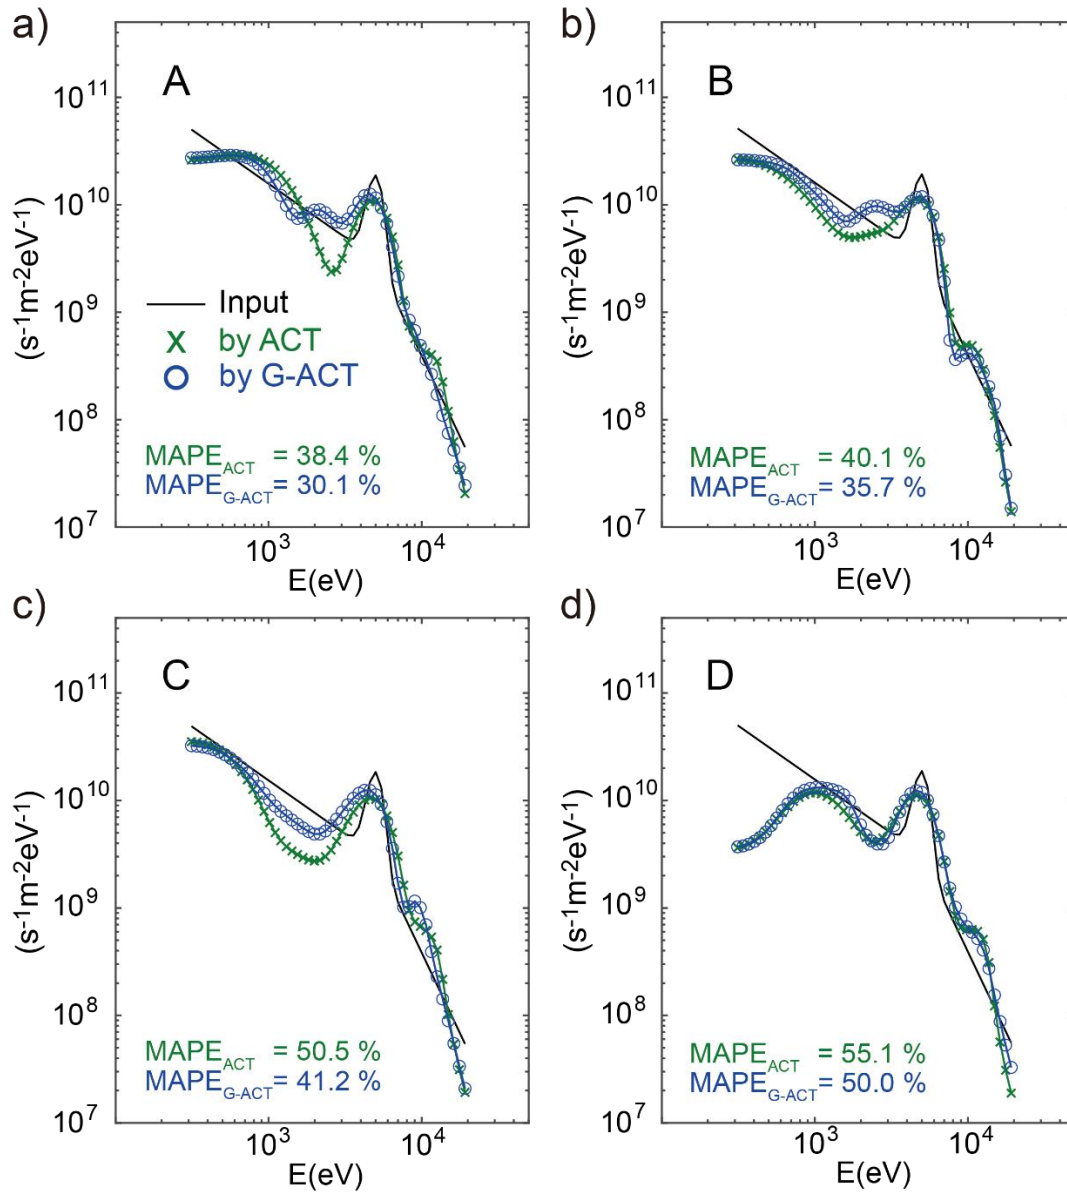 a)
A
10¹¹
10¹⁰
10⁹
10⁸
10⁷
(s⁻¹m⁻²eV⁻¹)
Input
by ACT
by G-ACT
MAPE_ACT = 38.4 %
MAPE_G-ACT = 30.1 %
10³ 10⁴
E(eV)
b)
B
10¹¹
10¹⁰
10⁹
10⁸
10⁷
(s⁻¹m⁻²eV⁻¹)
MAPE_ACT = 40.1 %
MAPE_G-ACT = 35.7 %
10³ 10⁴
E(eV)
c)
C
10¹¹
10¹⁰
10⁹
10⁸
10⁷
(s⁻¹m⁻²eV⁻¹)
MAPE_ACT = 50.5 %
MAPE_G-ACT = 41.2 %
10³ 10⁴
E(eV)
d)
D
10¹¹
10¹⁰
10⁹
10⁸
10⁷
(s⁻¹m⁻²eV⁻¹)
MAPE_ACT = 55.1 %
MAPE_G-ACT = 50.0 %
10³ 10⁴
E(eV)